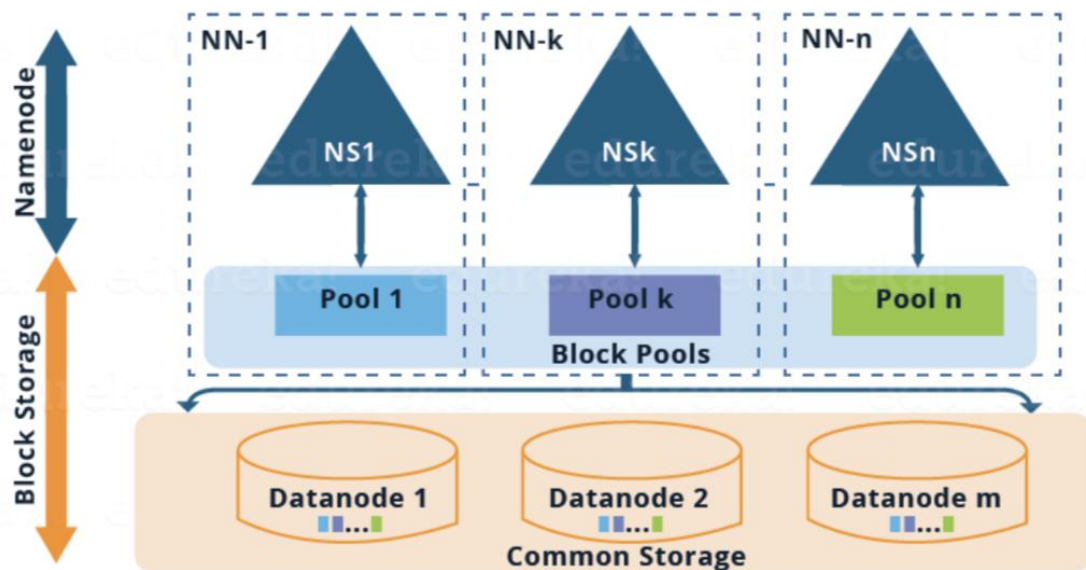 Namenode
Block Storage
NN-1
NN-k
NN-n
NS1
NSk
NSn
Pool 1
Pool k
Pool n
Block Pools
Datanode 1
...
Datanode 2
...
Datanode m
...
Common Storage
edureka!